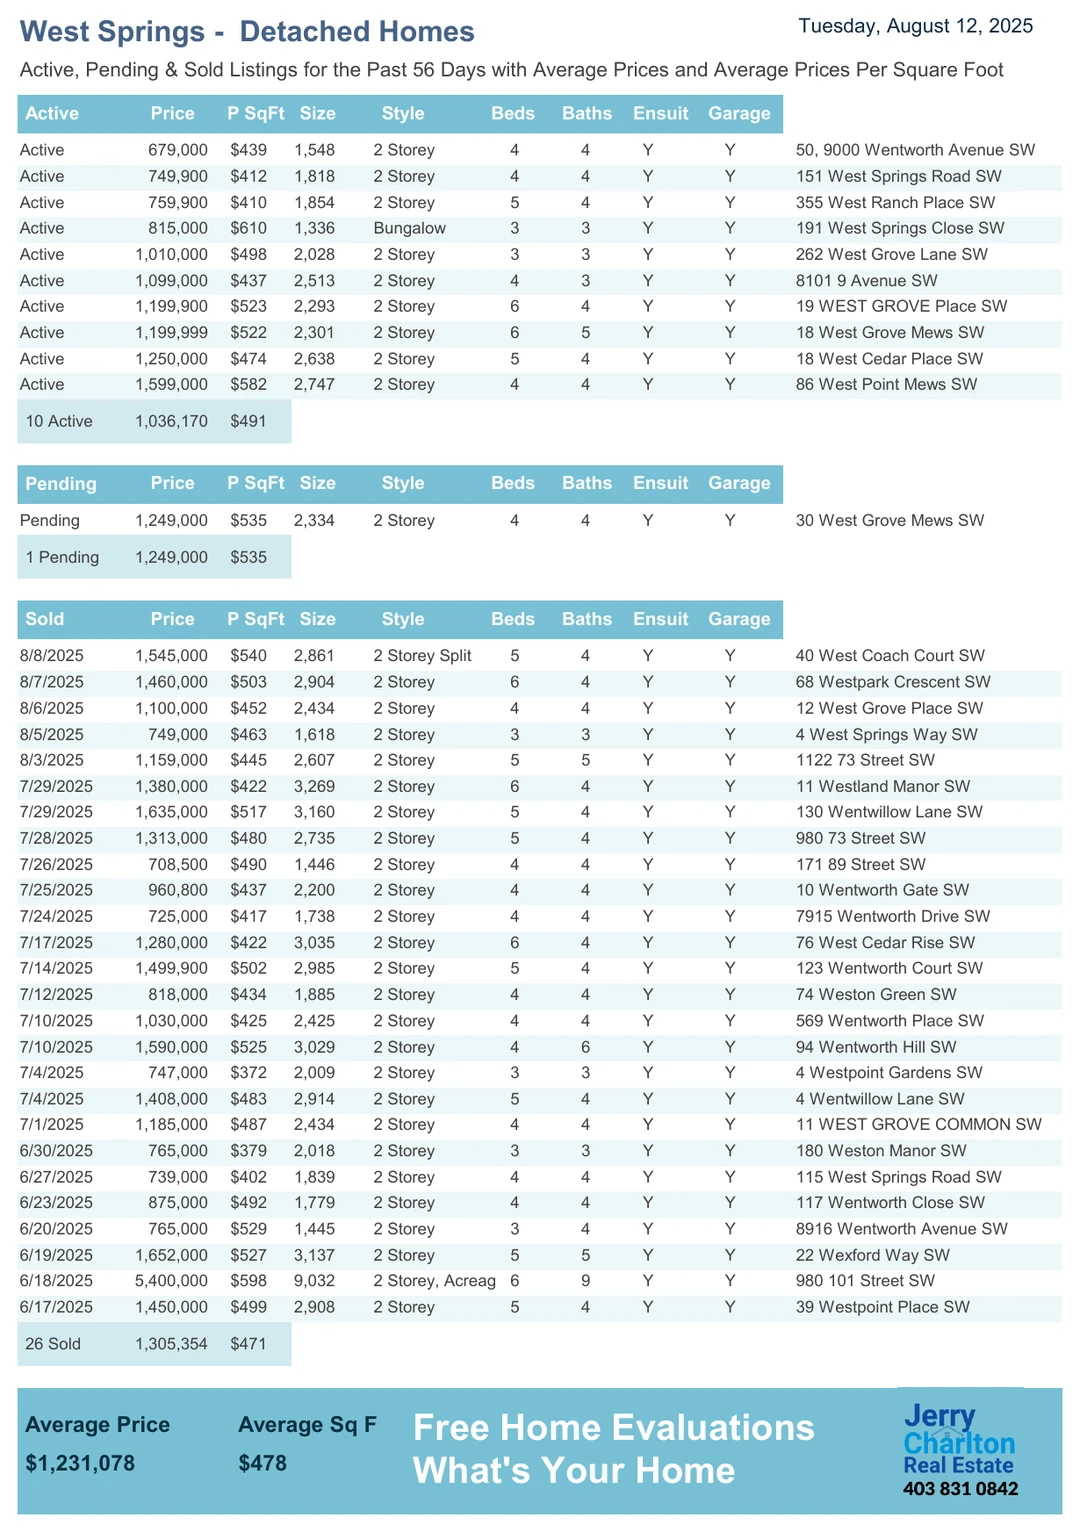 West Springs - Detached Homes
Tuesday, August 12, 2025
Active, Pending & Sold Listings for the Past 56 Days with Average Prices and Average Prices Per Square Foot
Active Price P SqFt Size Style Beds Baths Ensuit Garage
Active 679,000 $439 1,548 2 Storey 4 4 Y Y 50, 9000 Wentworth Avenue SW
Active 749,900 $412 1,818 2 Storey 4 4 Y Y 151 West Springs Road SW
Active 759,900 $410 1,854 2 Storey 5 4 Y Y 355 West Ranch Place SW
Active 815,000 $610 1,336 Bungalow 3 3 Y Y 191 West Springs Close SW
Active 1,010,000 $498 2,028 2 Storey 3 3 Y Y 262 West Grove Lane SW
Active 1,099,000 $437 2,513 2 Storey 4 3 Y Y 8101 9 Avenue SW
Active 1,199,900 $523 2,293 2 Storey 6 4 Y Y 19 WEST GROVE Place SW
Active 1,199,999 $522 2,301 2 Storey 6 5 Y Y 18 West Grove Mews SW
Active 1,250,000 $474 2,638 2 Storey 5 4 Y Y 18 West Cedar Place SW
Active 1,599,000 $582 2,747 2 Storey 4 4 Y Y 86 West Point Mews SW
10 Active 1,036,170 $491
Pending Price P SqFt Size Style Beds Baths Ensuit Garage
Pending 1,249,000 $535 2,334 2 Storey 4 4 Y Y 30 West Grove Mews SW
1 Pending 1,249,000 $535
Sold Price P SqFt Size Style Beds Baths Ensuit Garage
8/8/2025 1,545,000 $540 2,861 2 Storey Split 5 4 Y Y 40 West Coach Court SW
8/7/2025 1,460,000 $503 2,904 2 Storey 6 4 Y Y 68 Westpark Crescent SW
8/6/2025 1,100,000 $452 2,434 2 Storey 4 4 Y Y 12 West Grove Place SW
8/5/2025 749,000 $463 1,618 2 Storey 3 3 Y Y 4 West Springs Way SW
8/3/2025 1,159,000 $445 2,607 2 Storey 5 5 Y Y 1122 73 Street SW
7/29/2025 1,380,000 $422 3,269 2 Storey 6 4 Y Y 11 Westland Manor SW
7/29/2025 1,635,000 $517 3,160 2 Storey 5 4 Y Y 130 Wentwillow Lane SW
7/28/2025 1,313,000 $480 2,735 2 Storey 5 4 Y Y 980 73 Street SW
7/26/2025 708,500 $490 1,446 2 Storey 4 4 Y Y 171 89 Street SW
7/25/2025 960,800 $437 2,200 2 Storey 4 4 Y Y 10 Wentworth Gate SW
7/24/2025 725,000 $417 1,738 2 Storey 4 4 Y Y 7915 Wentworth Drive SW
7/17/2025 1,280,000 $422 3,035 2 Storey 6 4 Y Y 76 West Cedar Rise SW
7/14/2025 1,499,900 $502 2,985 2 Storey 5 4 Y Y 123 Wentworth Court SW
7/12/2025 818,000 $434 1,885 2 Storey 4 4 Y Y 74 Weston Green SW
7/10/2025 1,030,000 $425 2,425 2 Storey 4 4 Y Y 569 Wentworth Place SW
7/10/2025 1,590,000 $525 3,029 2 Storey 4 6 Y Y 94 Wentworth Hill SW
7/4/2025 747,000 $372 2,009 2 Storey 3 3 Y Y 4 Westpoint Gardens SW
7/4/2025 1,408,000 $483 2,914 2 Storey 5 4 Y Y 4 Wentwillow Lane SW
7/1/2025 1,185,000 $487 2,434 2 Storey 4 4 Y Y 11 WEST GROVE COMMON SW
6/30/2025 765,000 $379 2,018 2 Storey 3 3 Y Y 180 Weston Manor SW
6/27/2025 739,000 $402 1,839 2 Storey 4 4 Y Y 115 West Springs Road SW
6/23/2025 875,000 $492 1,779 2 Storey 4 4 Y Y 117 Wentworth Close SW
6/20/2025 765,000 $529 1,445 2 Storey 3 4 Y Y 8916 Wentworth Avenue SW
6/19/2025 1,652,000 $527 3,137 2 Storey 5 5 Y Y 22 Wexford Way SW
6/18/2025 5,400,000 $598 9,032 2 Storey, Acreag 6 9 Y Y 980 101 Street SW
6/17/2025 1,450,000 $499 2,908 2 Storey 5 4 Y Y 39 Westpoint Place SW
26 Sold 1,305,354 $471
Average Price Average Sq F
$1,231,078 $478
Free Home Evaluations
What's Your Home
Jerry
Charlton
Real Estate
403 831 0842